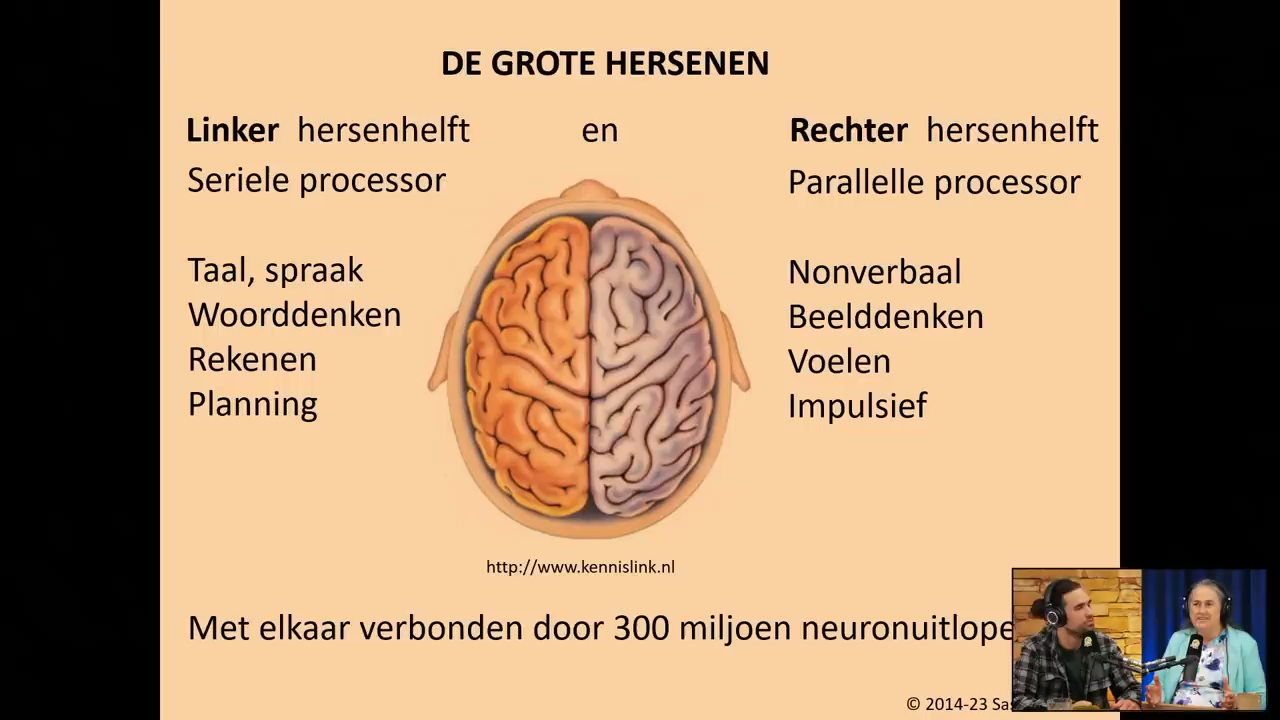 DE GROTE HERSENEN
Linker hersenhelft en Rechter hersenhelft
Seriele processor
Parallelle processor
Taal, spraak
Woorddenken
Rekenen
Planning
Nonverbaal
Beelddenken
Voelen
Impulsief
http://www.kennislink.nl
Met elkaar verbonden door 300 miljoen
© 2014-23